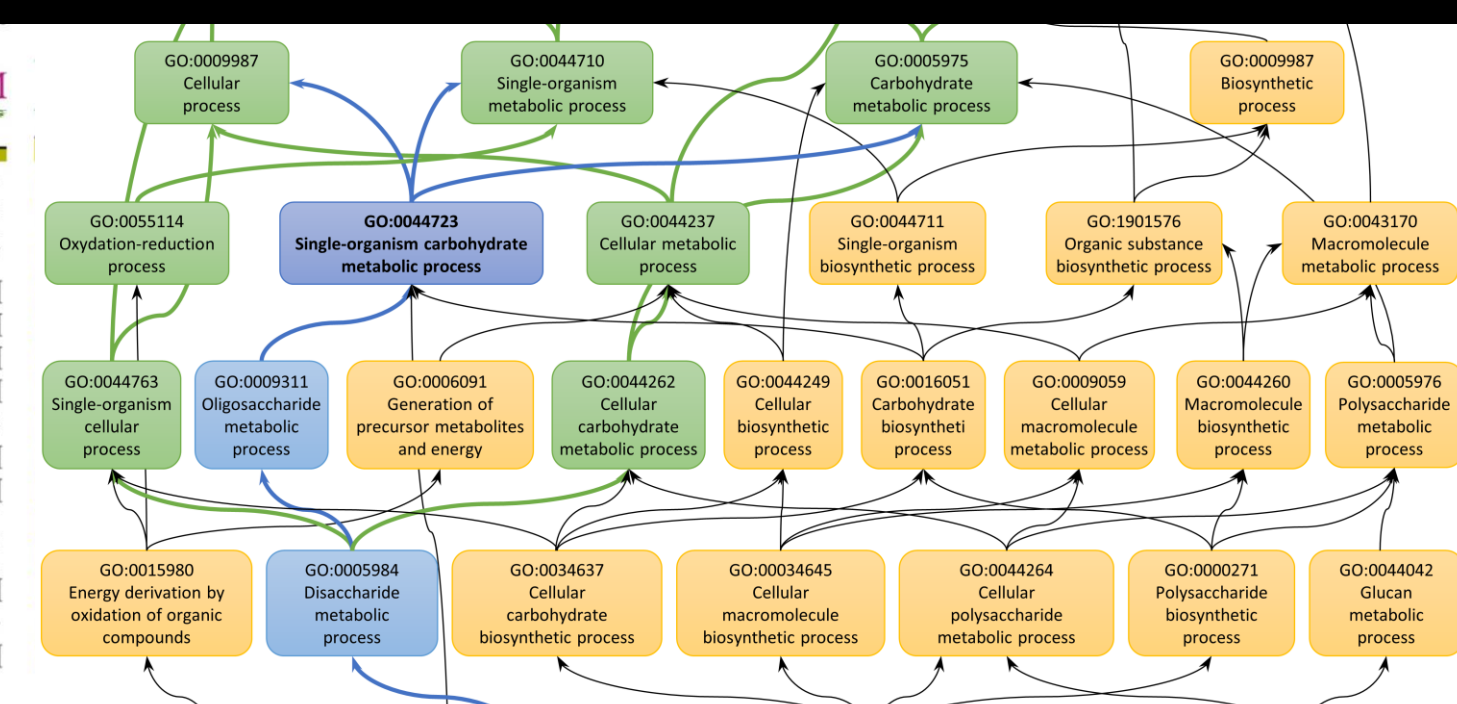 GO:0009987
Cellular
process
GO:0044710
Single-organism
metabolic process
GO:0005975
Carbohydrate
metabolic process
GO:0009987
Biosynthetic
process
GO:0055114
Oxydation-reduction
process
GO:0044723
Single-organism carbohydrate
metabolic process
GO:0044237
Cellular metabolic
process
GO:0044711
Single-organism
biosynthetic process
GO:1901576
Organic substance
biosynthetic process
GO:0043170
Macromolecule
metabolic process
GO:0044763
Single-organism
cellular
process
GO:0009311
Oligosaccharide
metabolic
process
GO:0006091
Generation of
precursor metabolites
and energy
GO:0044262
Cellular
carbohydrate
metabolic process
GO:0044249
Cellular
biosynthetic
process
GO:0016051
Carbohydrate
biosyntheti
process
GO:0009059
Cellular
macromolecule
metabolic process
GO:0044260
Macromolecule
biosynthetic
process
GO:0005976
Polysaccharide
metabolic
process
GO:0015980
Energy derivation by
oxidation of organic
compounds
GO:0005984
Disaccharide
metabolic
process
GO:0034637
Cellular
carbohydrate
biosynthetic process
GO:00034645
Cellular
macromolecule
biosynthetic process
GO:0044264
Cellular
polysaccharide
metabolic process
GO:0000271
Polysaccharide
biosynthetic
process
GO:0044042
Glucan
metabolic
process